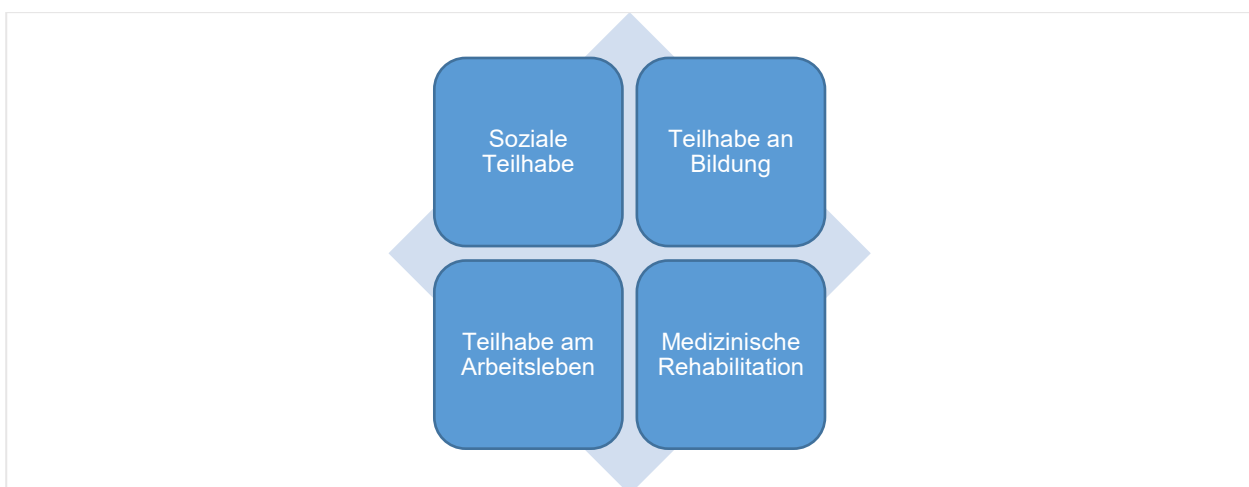 Soziale
Teilhabe
Teilhabe an
Bildung
Teilhabe am
Arbeitsleben
Medizinische
Rehabilitation